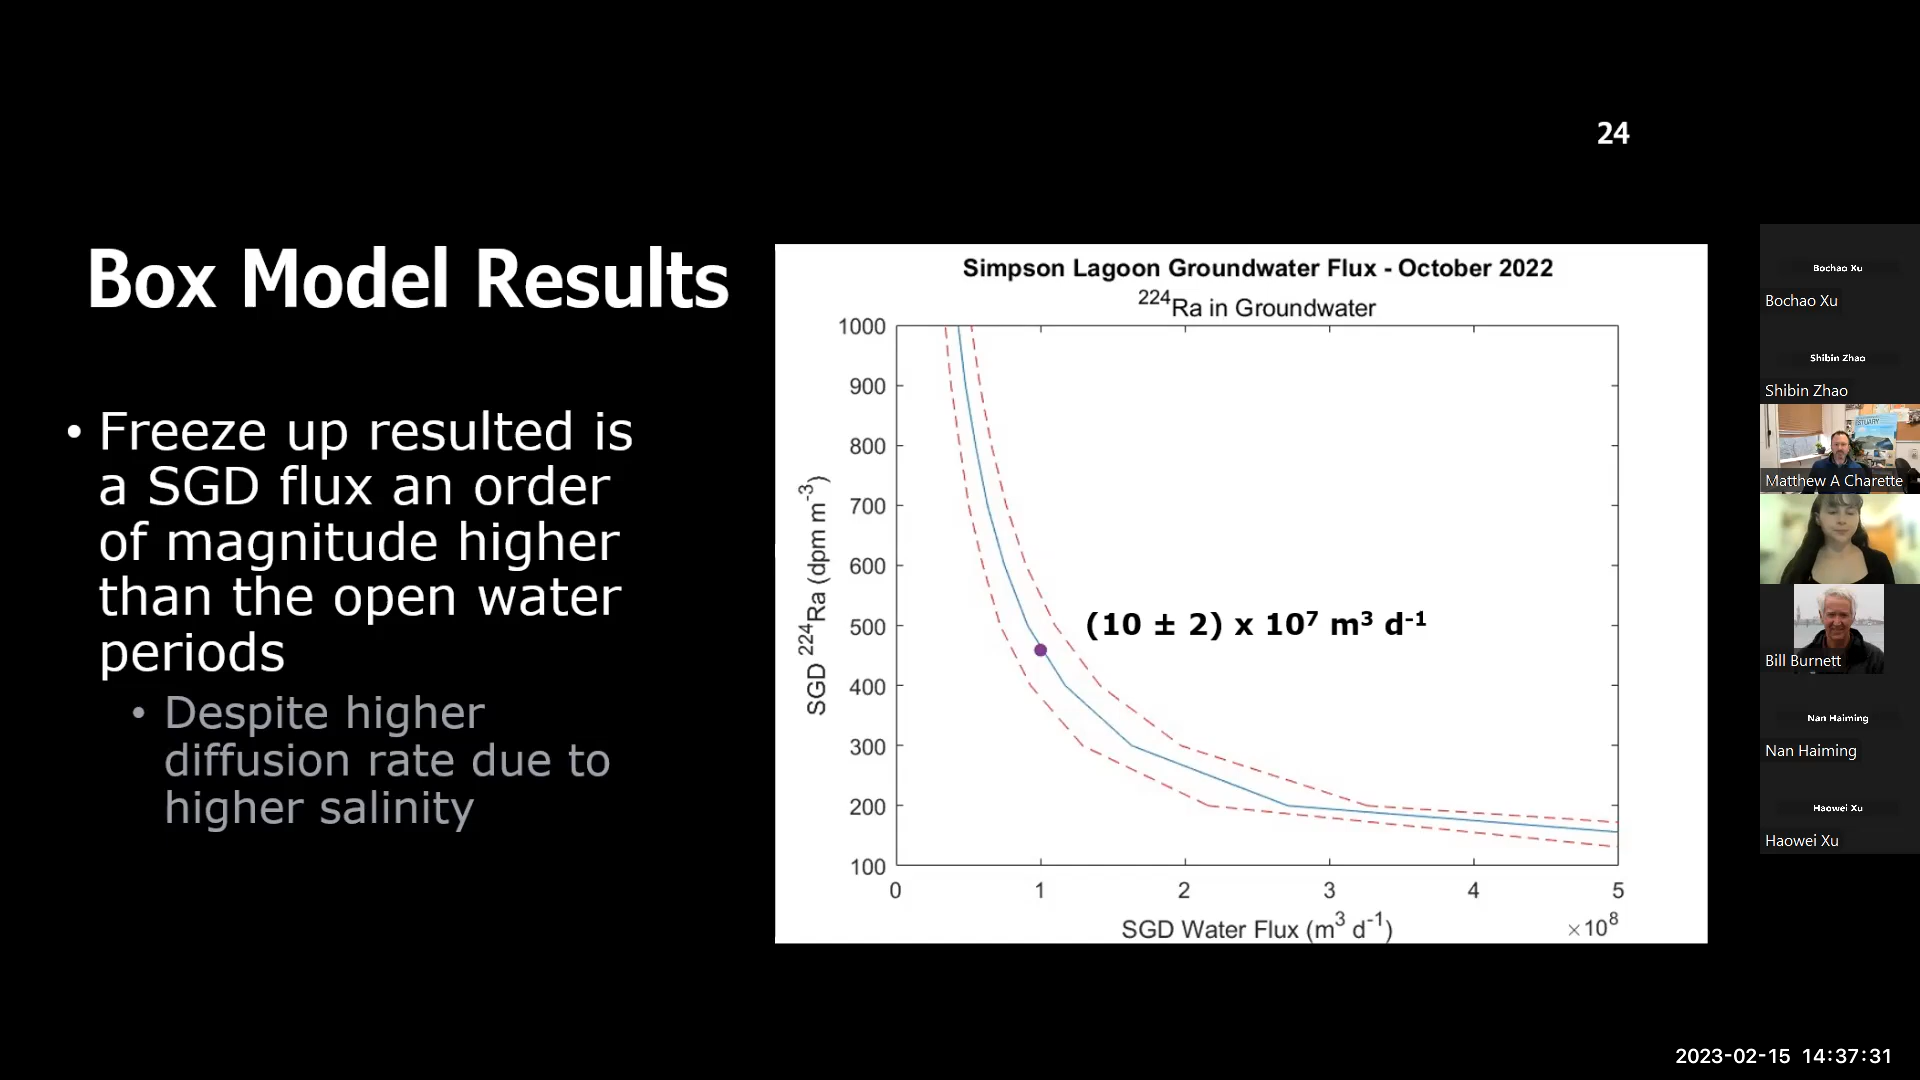 24
Box Model Results
• Freeze up resulted is
a SGD flux an order
of magnitude higher
than the open water
periods
• Despite higher
diffusion rate due to
higher salinity
Simpson Lagoon Groundwater Flux - October 2022
²²⁴Ra in Groundwater
SGD ²²⁴Ra (dpm m⁻³)
1000
900
800
700
600
500
400
300
200
100
(10 ± 2) x 10⁷ m³ d⁻¹
0 1 2 3 4 5
SGD Water Flux (m³ d⁻¹)
×10⁸
Bochao Xu
Bochao Xu
Shibin Zhao
Shibin Zhao
ESTUARY
Matthew A Charette
Bill Burnett
Nan Haiming
Nan Haiming
Haowei Xu
Haowei Xu
2023-02-15 14:37:31